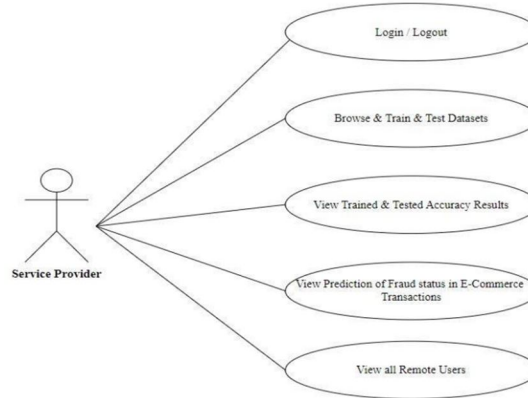 Login / Logout
Browse & Train & Test Datasets
View Trained & Tested Accuracy Results
Service Provider
View Prediction of Fraud status in E-Commerce
Transactions
View all Remote Users